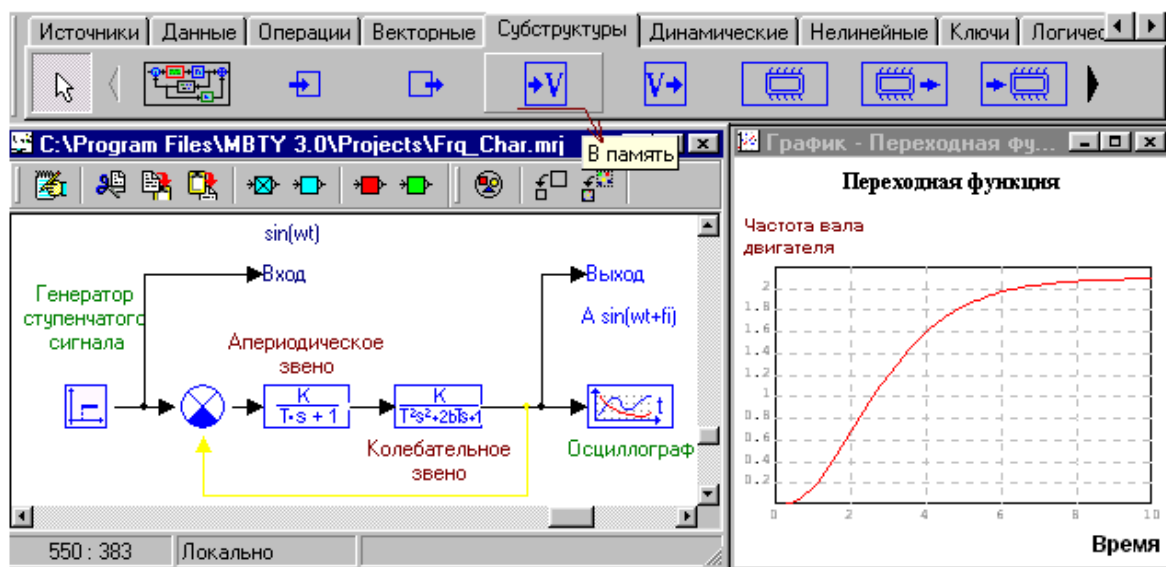 Источники Данные Операции Векторные Субструктуры Динамические Нелинейные Ключи Логичес
V V
C:\Program Files\MBTY 3.0\Projects\Frq_Char.mrj
В память
График - Переходная фу...
sin(wt)
Вход
Выход
Генератор
ступенчатого
сигнала
A sin(wt+fi)
Апериодическое
звено
K
T·s + 1
K
T²s²+2bTs+1
t
Колебательное
звено
Осциллограф
550 : 383 Локально
Переходная функция
Частота вала
двигателя
2
1.8
1.6
1.4
1.2
1
0.8
0.6
0.4
0.2
0 2 4 6 8 10
Время